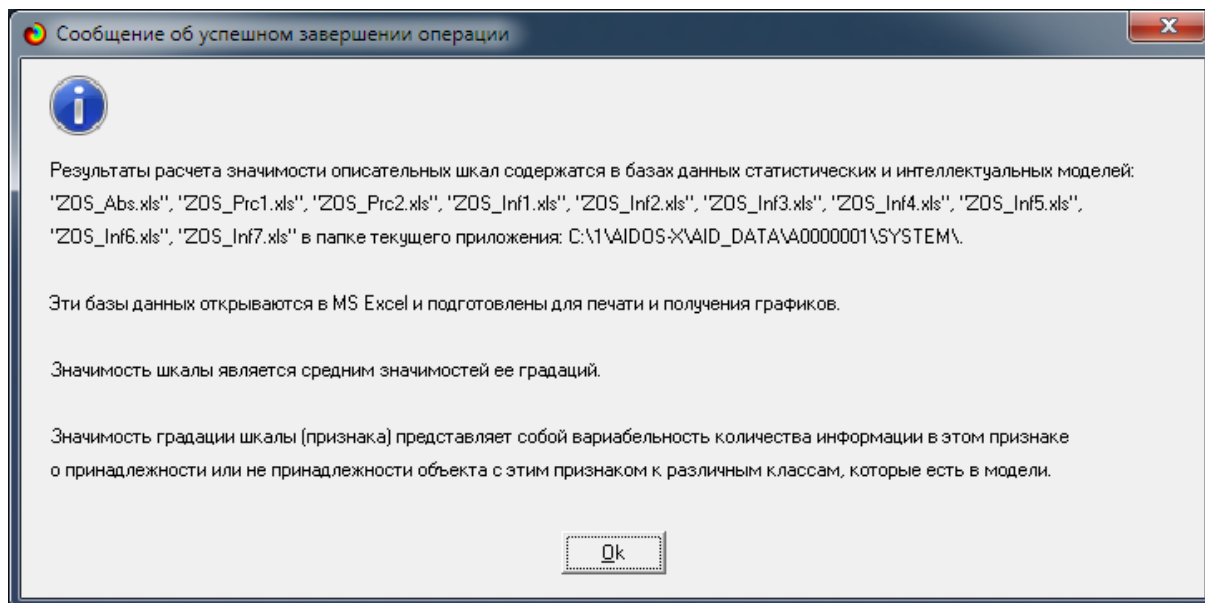 Сообщение об успешном завершении операции
Результаты расчета значимости описательных шкал содержатся в базах данных статистических и интеллектуальных моделей:
"ZOS_Abs.xls", "ZOS_Prc1.xls", "ZOS_Prc2.xls", "ZOS_Inf1.xls", "ZOS_Inf2.xls", "ZOS_Inf3.xls", "ZOS_Inf4.xls", "ZOS_Inf5.xls",
"ZOS_Inf6.xls", "ZOS_Inf7.xls" в папке текущего приложения: C:\1\AIDOS-X\AID_DATA\A0000001\SYSTEM\.
Эти базы данных открываются в MS Excel и подготовлены для печати и получения графиков.
Значимость шкалы является средним значимостей ее градаций.
Значимость градации шкалы (признака) представляет собой вариабельность количества информации в этом признаке
о принадлежности или не принадлежности объекта с этим признаком к различным классам, которые есть в модели.
Ok